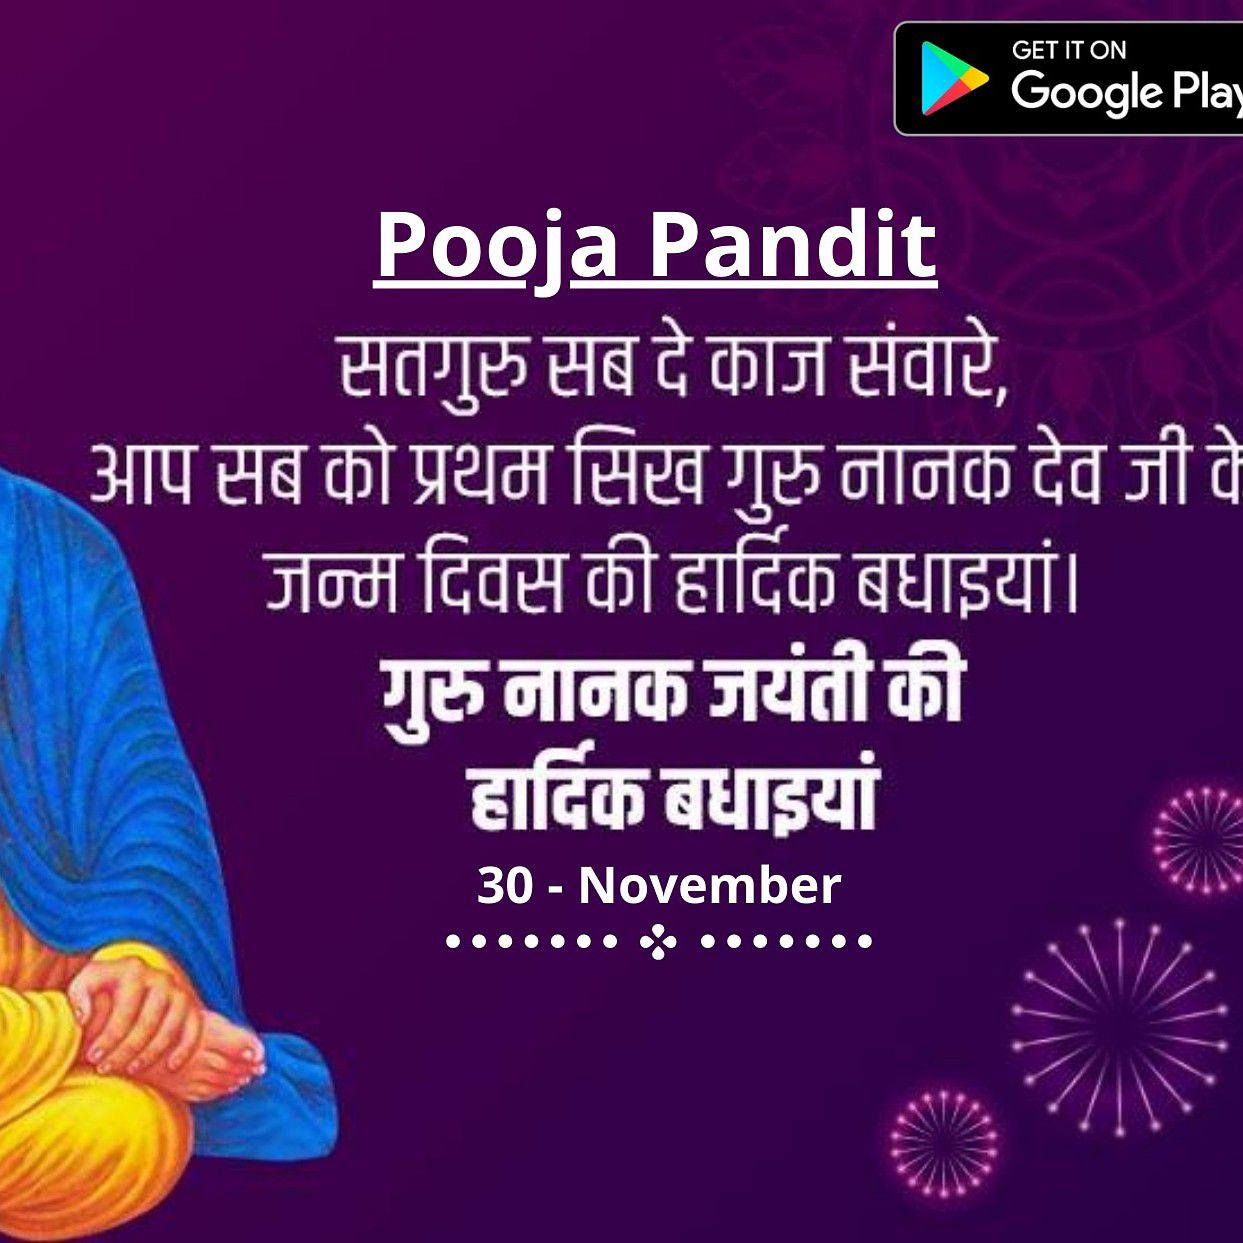 GET IT ON
Google Play
Pooja Pandit
सतगुरु सब दे काज संवारे,
आप सब को प्रथम सिख गुरु नानक देव जी के
जन्म दिवस की हार्दिक बधाइयां।
गुरु नानक जयंती की
हार्दिक बधाइयां
30 - November